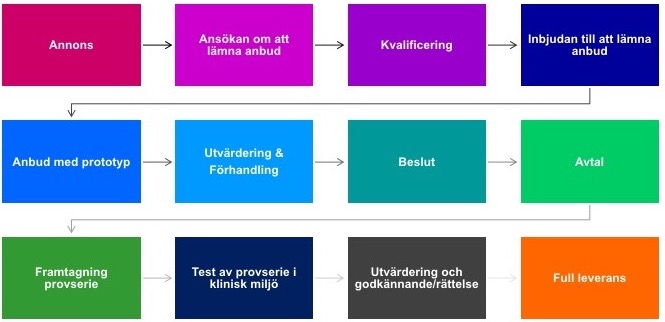 Annons
Ansökan om att
lämna anbud
Kvalificering
Inbjudan till att lämna
anbud
Anbud med prototyp
Utvärdering &
Förhandling
Beslut
Avtal
Framtagning
provserie
Test av provserie i
klinisk miljö
Utvärdering och
godkännande/rättelse
Full leverans